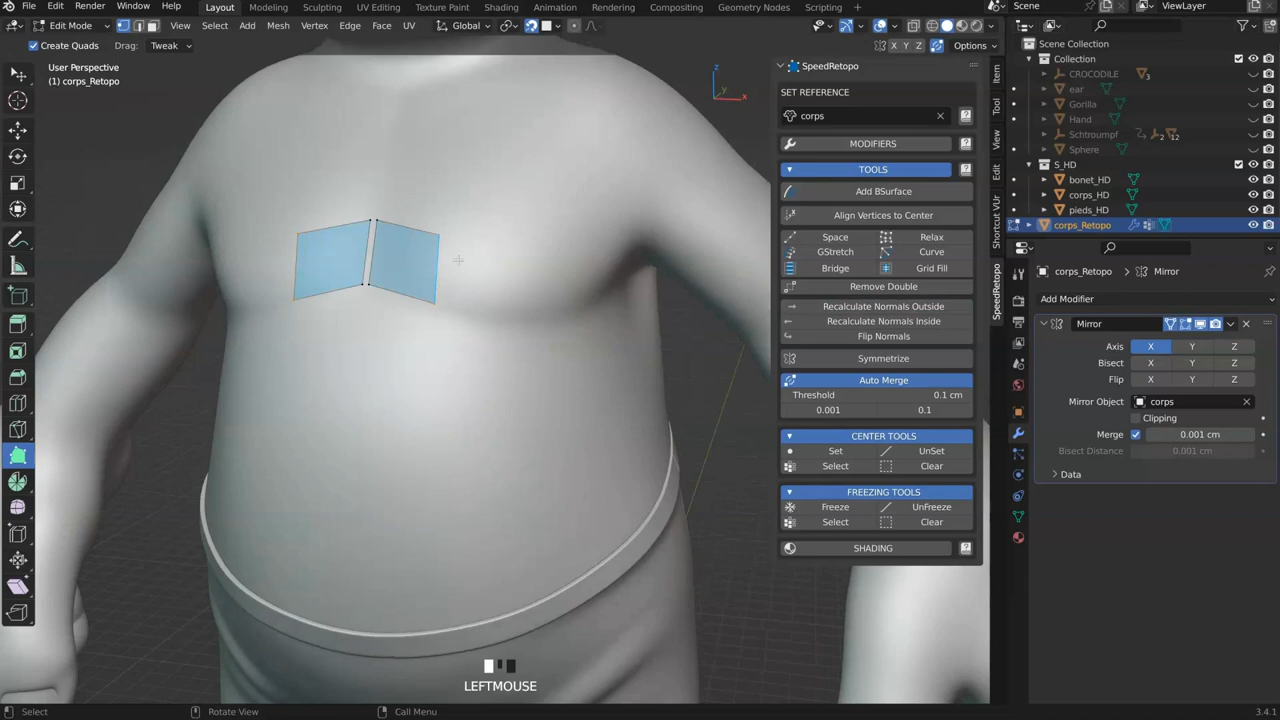 File Edit Render Window Help Layout Modeling Sculpting UV Editing Texture Paint Shading Animation Rendering Compositing Geometry Nodes Scripting Scene ViewLayer
Edit Mode View Select Add Mesh Vertex Edge Face UV Global
Create Quads Drag: Tweak X Y Z Options
User Perspective
(1) corps_Retopo
z
y
x
SpeedRetopo
SET REFERENCE
corps
MODIFIERS
TOOLS
Add BSurface
Align Vertices to Center
Space Relax
GStretch Curve
Bridge Grid Fill
Remove Double
Recalculate Normals Outside
Recalculate Normals Inside
Flip Normals
Symmetrize
Auto Merge
Threshold 0.1 cm
0.001 0.1
CENTER TOOLS
Set UnSet
Select Clear
FREEZING TOOLS
Freeze UnFreeze
Select Clear
SHADING
Item
Tool
View
Edit
Shortcut VUr
SpeedRetopo
Scene Collection
Collection
CROCODILE 3
ear
Gorilla
Hand
Schtroumpf 2 12
Sphere
S_HD
bonet_HD
corps_HD
pieds_HD
corps_Retopo
corps_Retopo Mirror
Add Modifier
Mirror
Axis X Y Z
Bisect X Y Z
Flip X Y Z
Mirror Object corps
Clipping
Merge 0.001 cm
Bisect Distance 0.001 cm
Data
LEFTMOUSE
Select Rotate View Call Menu 3.4.1